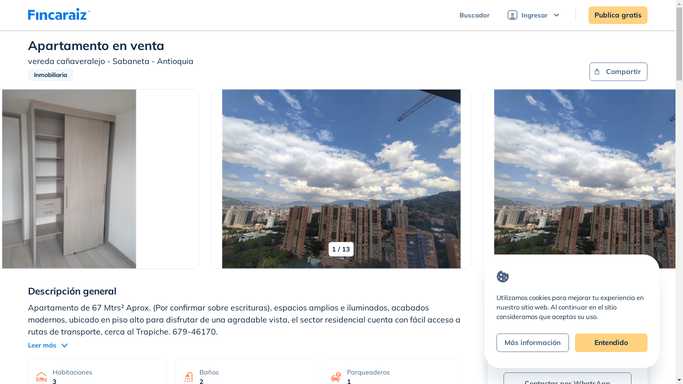 Fincaraiz
Buscador
Ingresar
Publica gratis
Apartamento en venta
vereda cañaveralejo - Sabaneta - Antioquia
Inmobiliaria
Compartir
1 / 13
Descripción general
Apartamento de 67 Mtrs² Aprox. (Por confirmar sobre escrituras), espacios amplios e iluminados, acabados
modernos, ubicado en piso alto para disfrutar de una agradable vista, el sector residencial cuenta con fácil acceso a
rutas de transporte, cerca al Trapiche. 679-46170.
Leer más
Habitaciones
3
Baños
2
Parqueaderos
1
Utilizamos cookies para mejorar tu experiencia en
nuestro sitio web. Al continuar en el sitio
consideramos que aceptas su uso.
Más información
Entendido
Contactar por WhatsApp